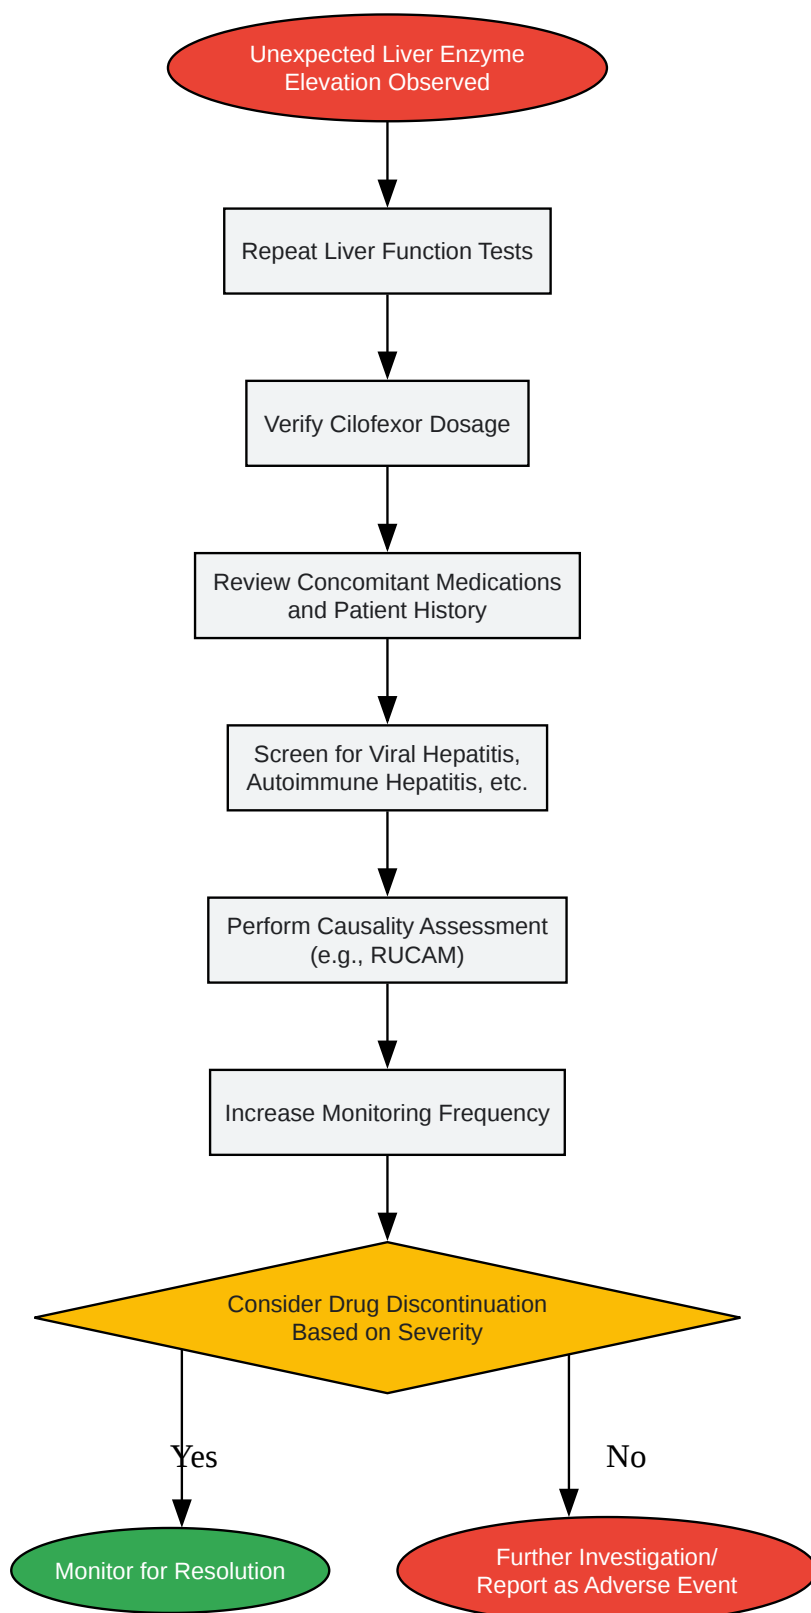 Unexpected Liver Enzyme
Elevation Observed
Repeat Liver Function Tests
Verify Cilofexor Dosage
Review Concomitant Medications
and Patient History
Screen for Viral Hepatitis,
Autoimmune Hepatitis, etc.
Perform Causality Assessment
(e.g., RUCAM)
Increase Monitoring Frequency
Consider Drug Discontinuation
Based on Severity
Yes
No
Monitor for Resolution
Further Investigation/
Report as Adverse Event